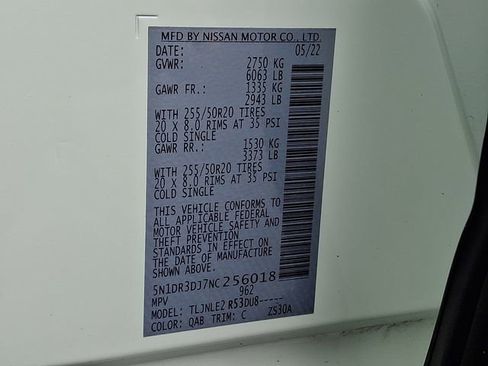 MFD BY NISSAN MOTOR CO., LTD.
DATE: 05/22
GVWR: 2750 KG
6063 LB
GAWR FR.: 1335 KG
2943 LB
WITH 255/50R20 TIRES
20 X 8.0 RIMS AT 35 PSI
COLD SINGLE
GAWR RR.: 1530 KG
3373 LB
WITH 255/50R20 TIRES
20 X 8.0 RIMS AT 35 PSI
COLD SINGLE
THIS VEHICLE CONFORMS TO
ALL APPLICABLE FEDERAL
MOTOR VEHICLE SAFETY AND
THEFT PREVENTION
STANDARDS IN EFFECT ON
THE DATE OF MANUFACTURE
SHOWN ABOVE.
5N1DR3DJ7NC256018
MPV 962
MODEL: TLJNLE2 R53DU8-----
COLOR: QAB TRIM: C ZS30A